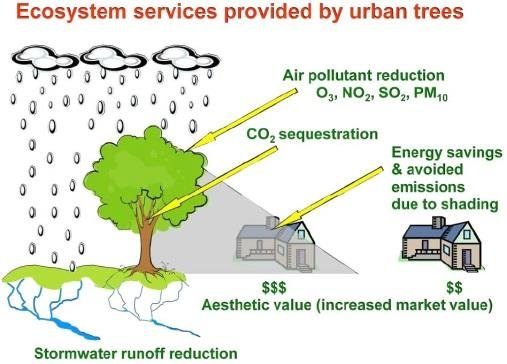 Ecosystem services provided by urban trees
Air pollutant reduction
O₃, NO₂, SO₂, PM₁₀
CO₂ sequestration
Energy savings
& avoided
emissions
due to shading
$$$
$$
Aesthetic value (increased market value)
Stormwater runoff reduction